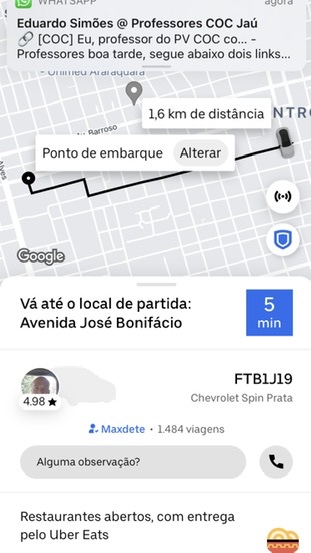 WHATSAPP
agora
Eduardo Simões @ Professores COC Jaú
[COC] Eu, professor do PV COC co... -
Professores boa tarde, segue abaixo dois links...
Unimed Araraquara
1,6 km de distância
NTRO
Av. Barroso
Ponto de embarque Alterar
Alves
Google
Vá até o local de partida:
Avenida José Bonifácio
5
min
4.98 ★
FTB1J19
Chevrolet Spin Prata
Maxdete • 1.484 viagens
Alguma observação?
Restaurantes abertos, com entrega
pelo Uber Eats